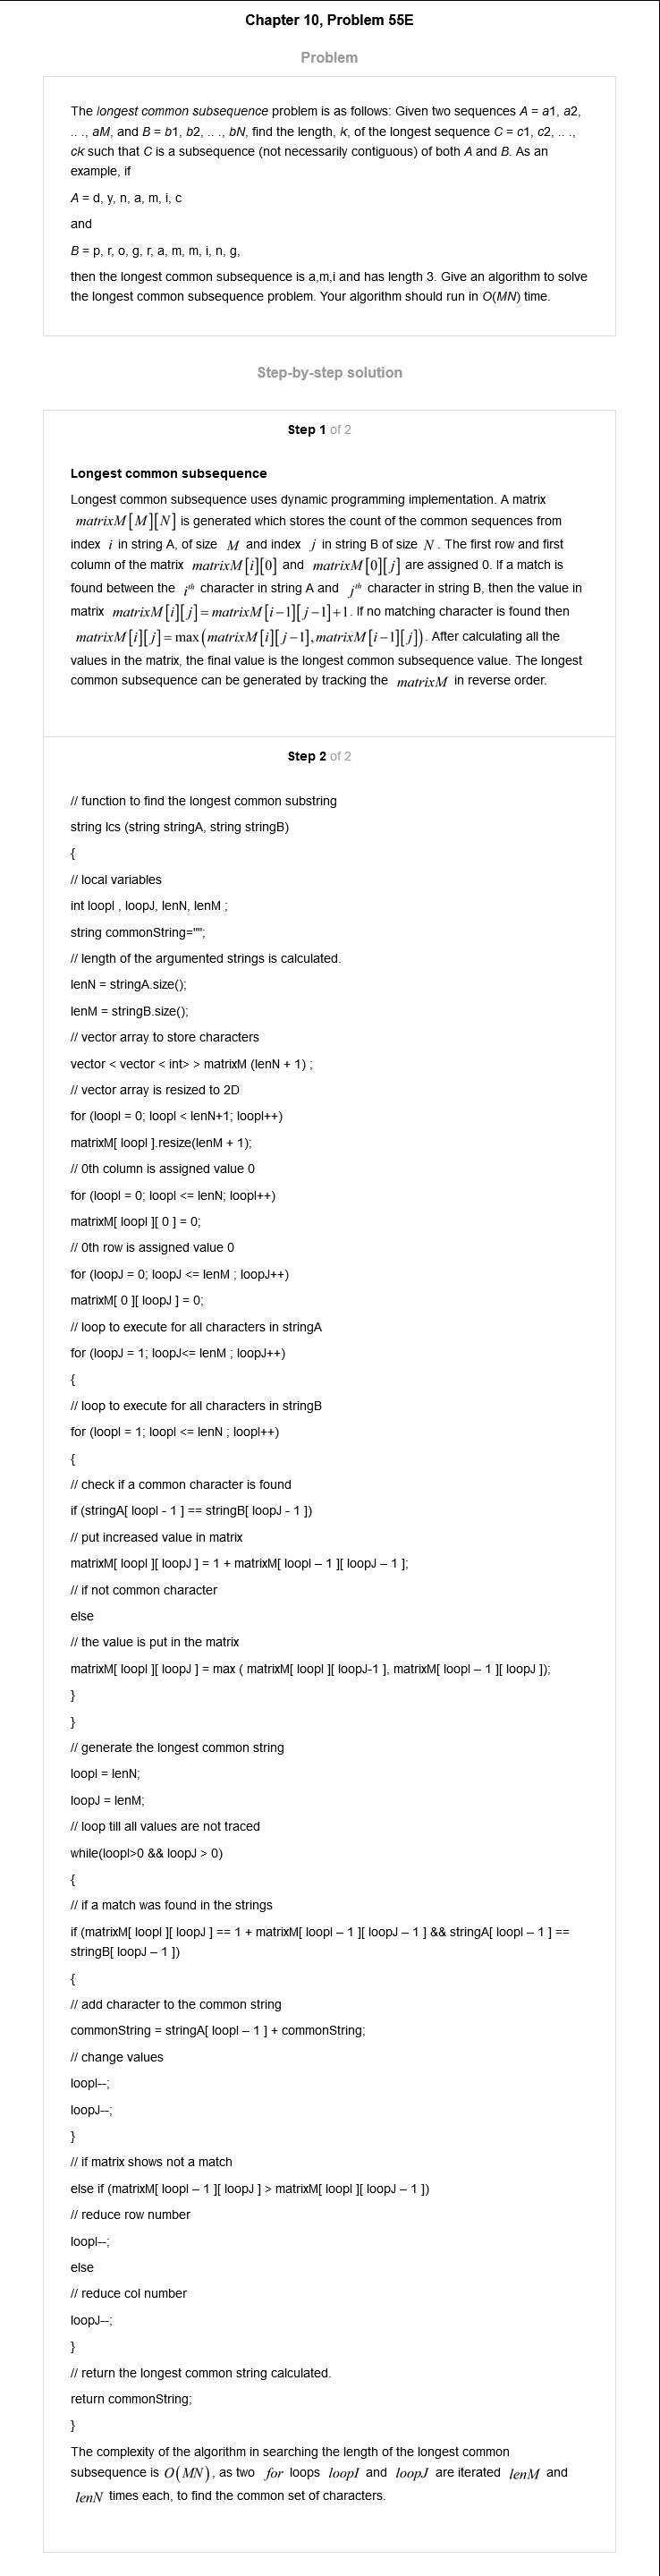 Chapter 10, Problem 55E
Problem
The longest common subsequence problem is as follows: Given two sequences A = a1, a2,
.. ., aM, and B = b1, b2, .. ., bN, find the length, k, of the longest sequence C = c1, c2, .. .,
ck such that C is a subsequence (not necessarily contiguous) of both A and B. As an
example, if
A = d, y, n, a, m, i, c
and
B = p, r, o, g, r, a, m, m, i, n, g,
then the longest common subsequence is a,m,i and has length 3. Give an algorithm to solve
the longest common subsequence problem. Your algorithm should run in O(MN) time.
Step-by-step solution
Step 1 of 2
Longest common subsequence
Longest common subsequence uses dynamic programming implementation. A matrix
matrixM[M][N] is generated which stores the count of the common sequences from
index i in string A, of size M and index j in string B of size N. The first row and first
column of the matrix matrixM[i][0] and matrixM[0][j] are assigned 0. If a match is
found between the i^th character in string A and j^th character in string B, then the value in
matrix matrixM[i][j] = matrixM[i−1][j−1]+1. If no matching character is found then
matrixM[i][j] = max(matrixM[i][j−1], matrixM[i−1][j]). After calculating all the
values in the matrix, the final value is the longest common subsequence value. The longest
common subsequence can be generated by tracking the matrixM in reverse order.
Step 2 of 2
// function to find the longest common substring
string lcs (string stringA, string stringB)
{
// local variables
int loopI , loopJ, lenN, lenM ;
string commonString="";
// length of the argumented strings is calculated.
lenN = stringA.size();
lenM = stringB.size();
// vector array to store characters
vector < vector < int> > matrixM (lenN + 1) ;
// vector array is resized to 2D
for (loopI = 0; loopI < lenN+1; loopI++)
matrixM[ loopI ].resize(lenM + 1);
// 0th column is assigned value 0
for (loopI = 0; loopI <= lenN; loopI++)
matrixM[ loopI ][ 0 ] = 0;
// 0th row is assigned value 0
for (loopJ = 0; loopJ <= lenM ; loopJ++)
matrixM[ 0 ][ loopJ ] = 0;
// loop to execute for all characters in stringA
for (loopJ = 1; loopJ<= lenM ; loopJ++)
{
// loop to execute for all characters in stringB
for (loopI = 1; loopI <= lenN ; loopI++)
{
// check if a common character is found
if (stringA[ loopI - 1 ] == stringB[ loopJ - 1 ])
// put increased value in matrix
matrixM[ loopI ][ loopJ ] = 1 + matrixM[ loopI – 1 ][ loopJ – 1 ];
// if not common character
else
// the value is put in the matrix
matrixM[ loopI ][ loopJ ] = max ( matrixM[ loopI ][ loopJ-1 ], matrixM[ loopI – 1 ][ loopJ ]);
}
}
// generate the longest common string
loopI = lenN;
loopJ = lenM;
// loop till all values are not traced
while(loopI>0 && loopJ > 0)
{
// if a match was found in the strings
if (matrixM[ loopI ][ loopJ ] == 1 + matrixM[ loopI – 1 ][ loopJ – 1 ] && stringA[ loopI – 1 ] ==
stringB[ loopJ – 1 ])
{
// add character to the common string
commonString = stringA[ loopI – 1 ] + commonString;
// change values
loopI--;
loopJ--;
}
// if matrix shows not a match
else if (matrixM[ loopI – 1 ][ loopJ ] > matrixM[ loopI ][ loopJ – 1 ])
// reduce row number
loopI--;
else
// reduce col number
loopJ--;
}
// return the longest common string calculated.
return commonString;
}
The complexity of the algorithm in searching the length of the longest common
subsequence is O(MN), as two for loops loopI and loopJ are iterated lenM and
lenN times each, to find the common set of characters.